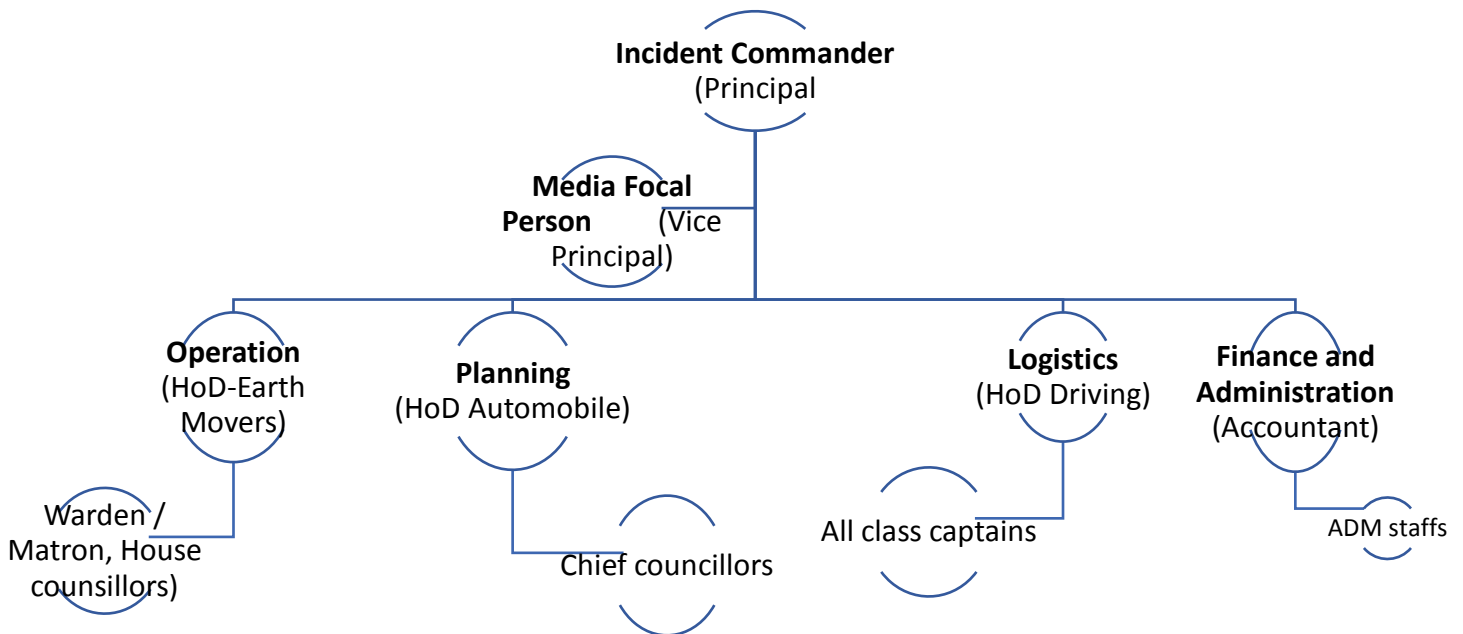 Incident Commander
(Principal
Media Focal
Person (Vice
Principal)
Operation
(HoD-Earth
Movers)
Planning
(HoD Automobile)
Logistics
(HoD Driving)
Finance and
Administration
(Accountant)
Warden /
Matron, House
counsillors)
Chief councillors
All class captains
ADM staffs